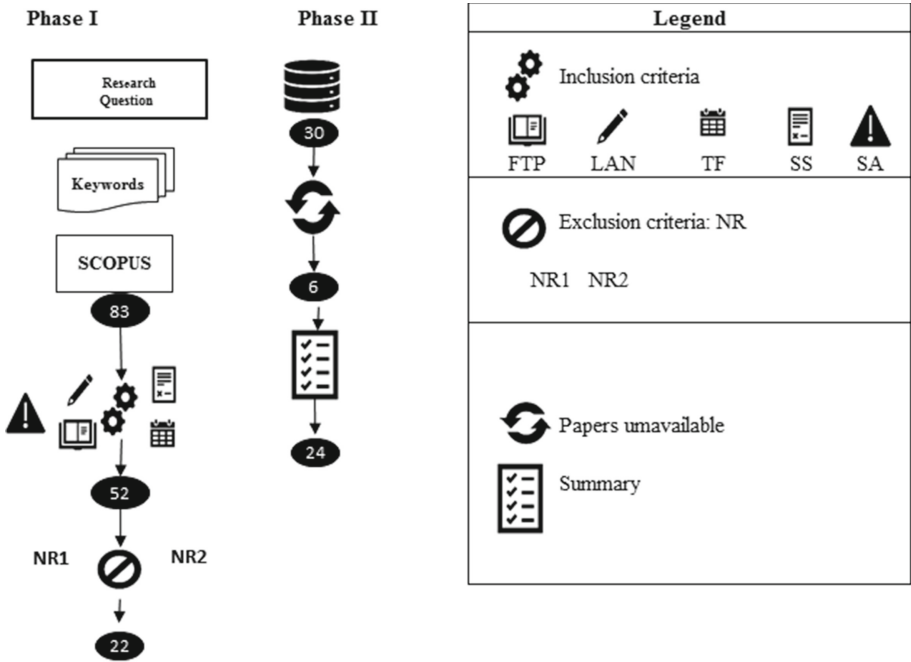 Phase I
Research
Question
Keywords
SCOPUS
83
52
NR1
NR2
22
Phase II
30
6
24
Legend
Inclusion criteria
FTP LAN TF SS SA
Exclusion criteria: NR
NR1 NR2
Papers unavailable
Summary